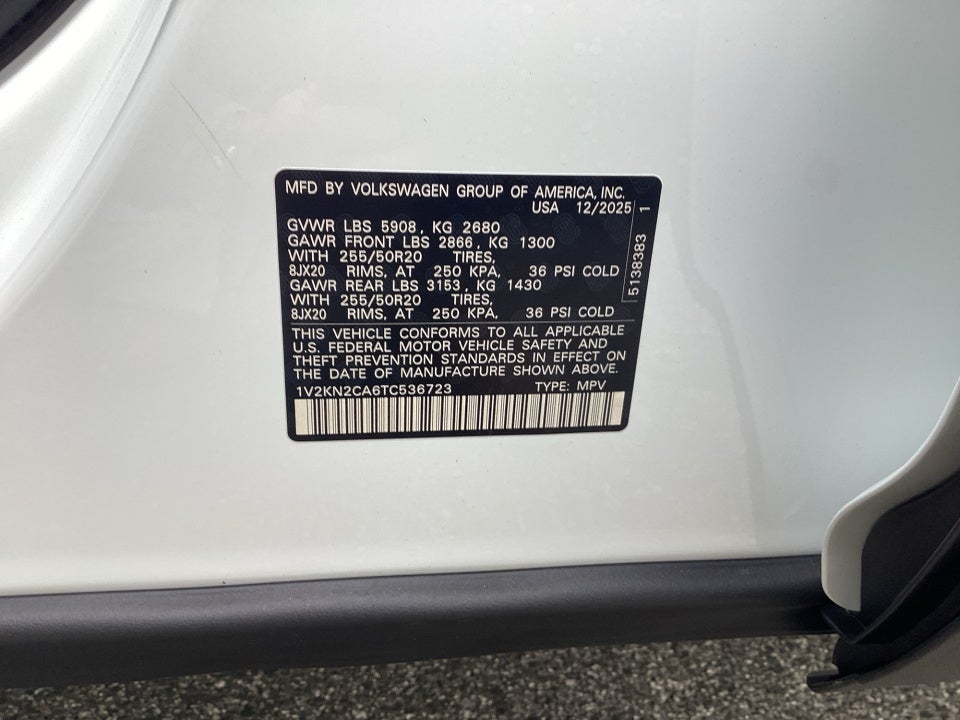 MFD BY VOLKSWAGEN GROUP OF AMERICA, INC.
USA 12/2025
GVWR LBS 5908, KG 2680
GAWR FRONT LBS 2866, KG 1300
WITH 255/50R20 TIRES,
8JX20 RIMS, AT 250 KPA, 36 PSI COLD
GAWR REAR LBS 3153, KG 1430
WITH 255/50R20 TIRES,
8JX20 RIMS, AT 250 KPA, 36 PSI COLD
5138383 1
THIS VEHICLE CONFORMS TO ALL APPLICABLE
U.S. FEDERAL MOTOR VEHICLE SAFETY AND
THEFT PREVENTION STANDARDS IN EFFECT ON
THE DATE OF MANUFACTURE SHOWN ABOVE.
1V2KN2CA6TC536723 TYPE: MPV